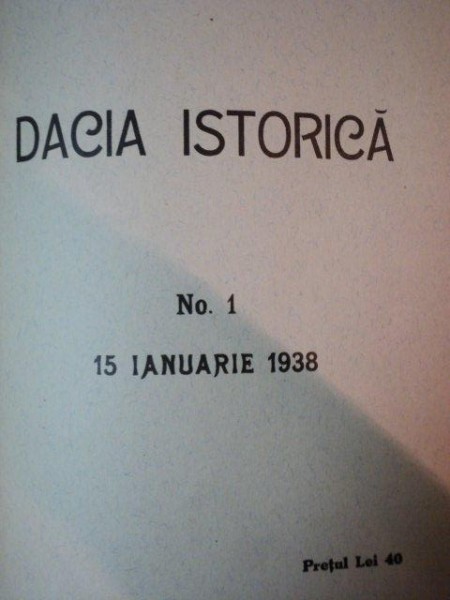 DACIA ISTORICĂ
No. 1
15 IANUARIE 1938
Prețul Lei 40